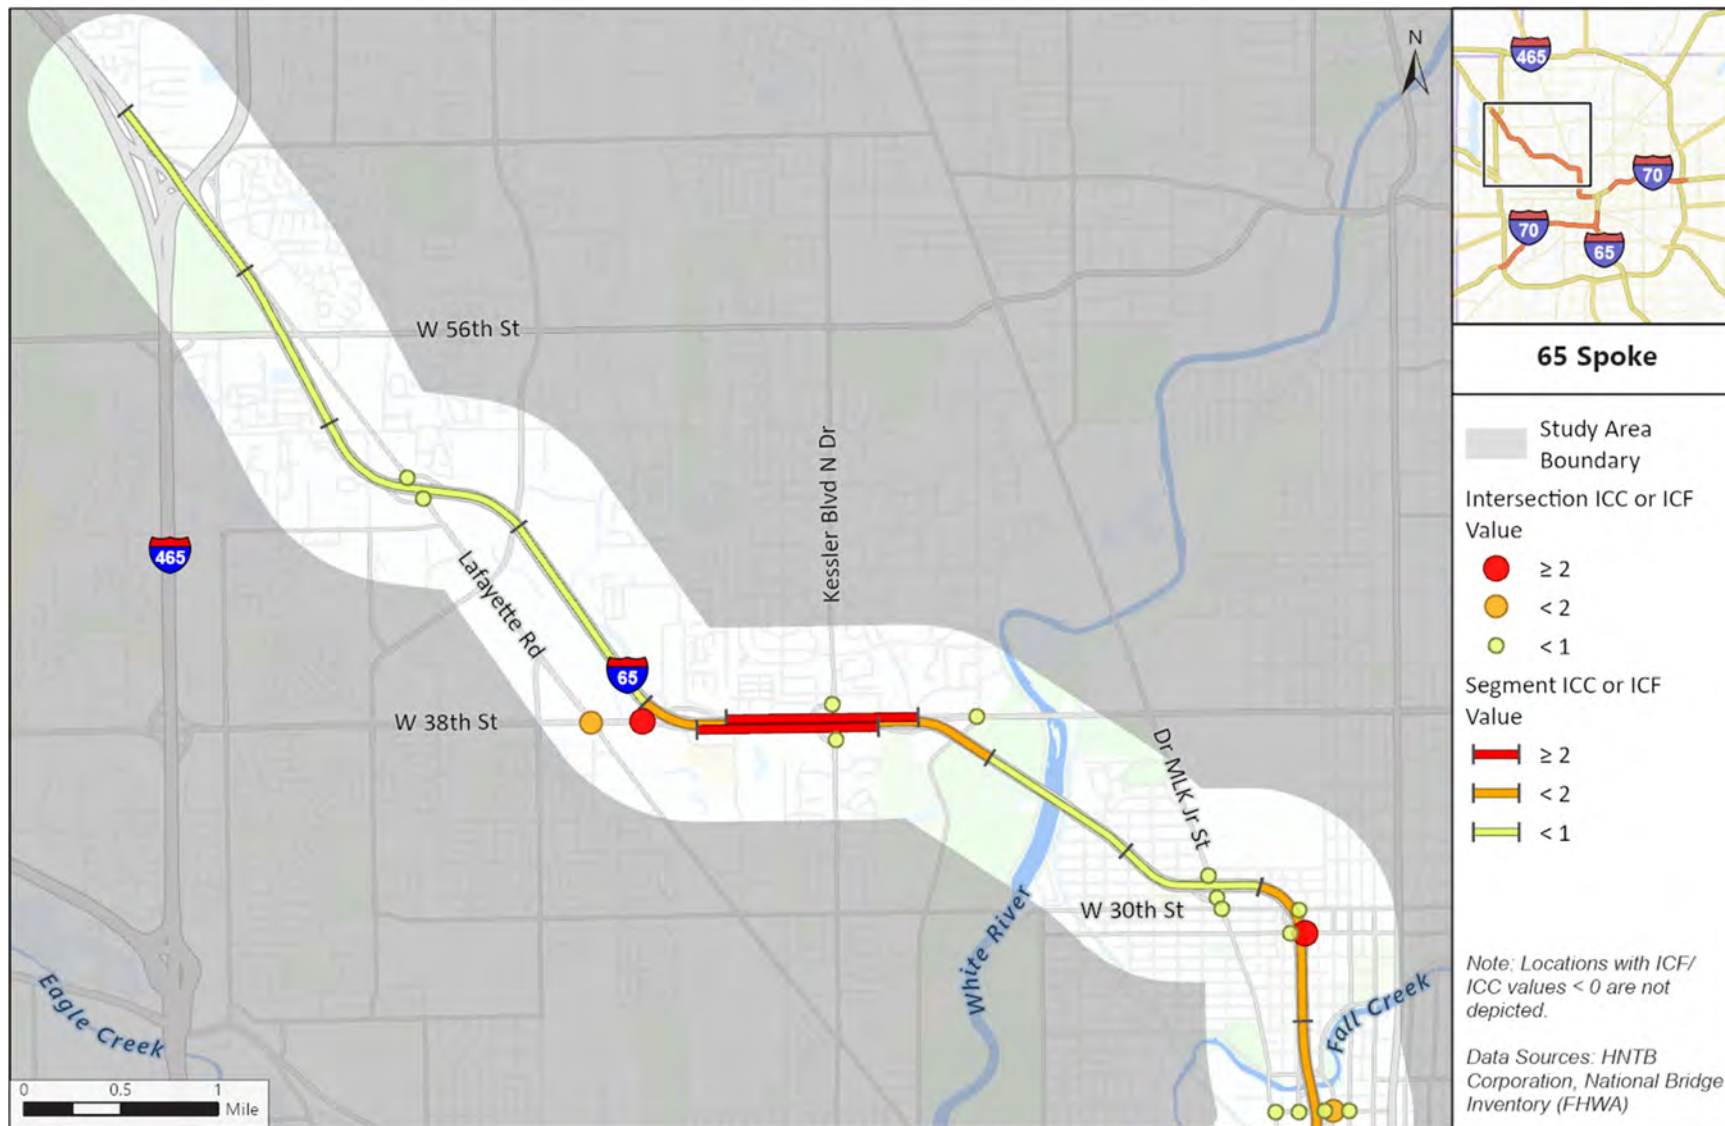 N
W 56th St
Kessler Blvd N Dr
465
Lafayette Rd
65
W 38th St
Dr MLK Jr St
W 30th St
White River
Fall Creek
Eagle Creek
0 0.5 1
Mile
465
70
70
65
65 Spoke
Study Area
Boundary
Intersection ICC or ICF
Value
≥ 2
< 2
< 1
Segment ICC or ICF
Value
≥ 2
< 2
< 1
Note: Locations with ICF/
ICC values < 0 are not
depicted.
Data Sources: HNTB
Corporation, National Bridge
Inventory (FHWA)